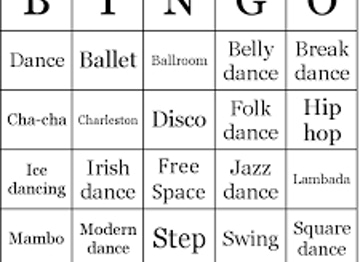 B I N G O
Dance Ballet Ballroom Belly dance Break dance
Cha-cha Charleston Disco Folk dance Hip hop
Ice dancing Irish dance Free Space Jazz dance Lambada
Mambo Modern dance Step Swing Square dance